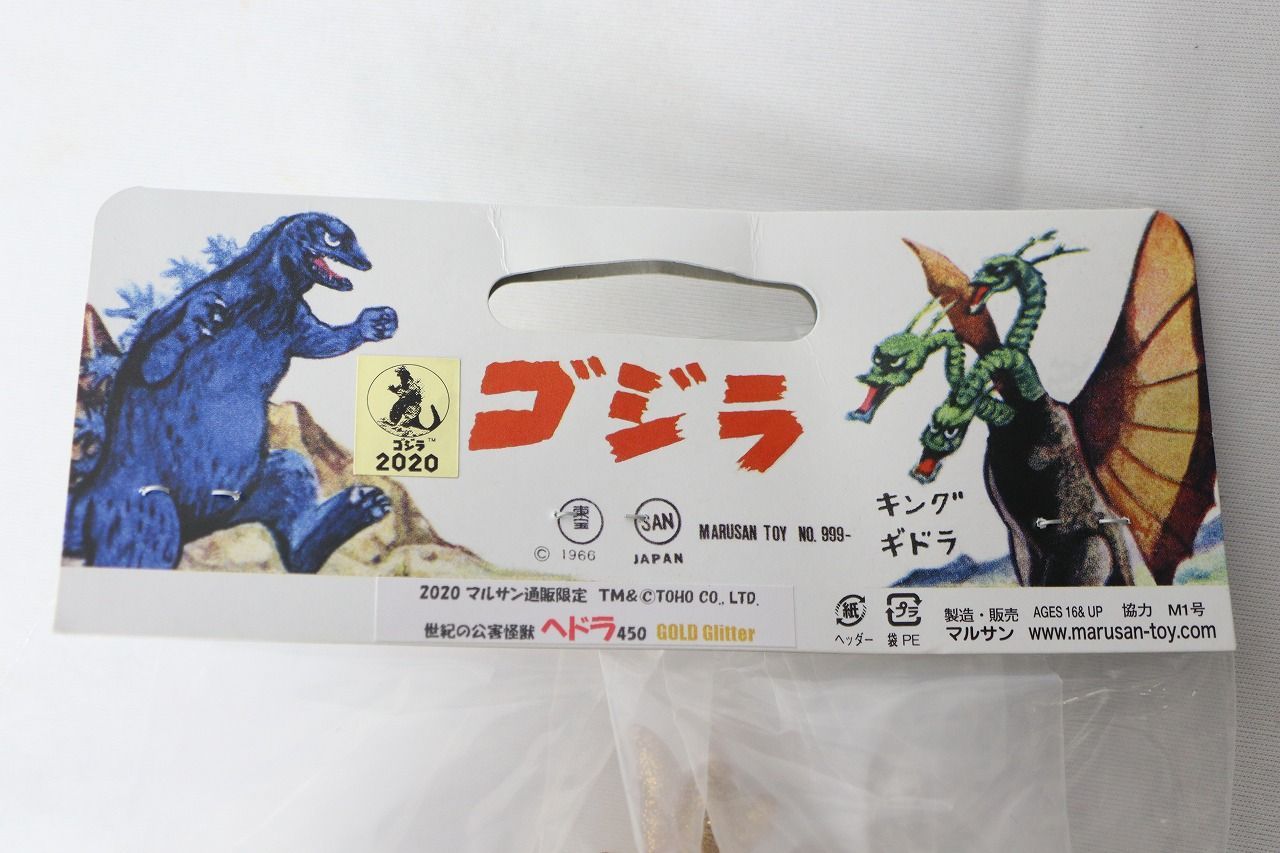 ゴジラ
ゴジラ™
2020
東宝
© 1966
SAN
JAPAN
MARUSAN TOY NO. 999-
キング
ギドラ
2020 マルサン通販限定 TM&©TOHO CO., LTD.
世紀の公害怪獣 ヘドラ450 GOLD Glitter
紙
ヘッダー
プラ
袋 PE
製造・販売
マルサン
AGES 16& UP 協力 M1号
www.marusan-toy.com